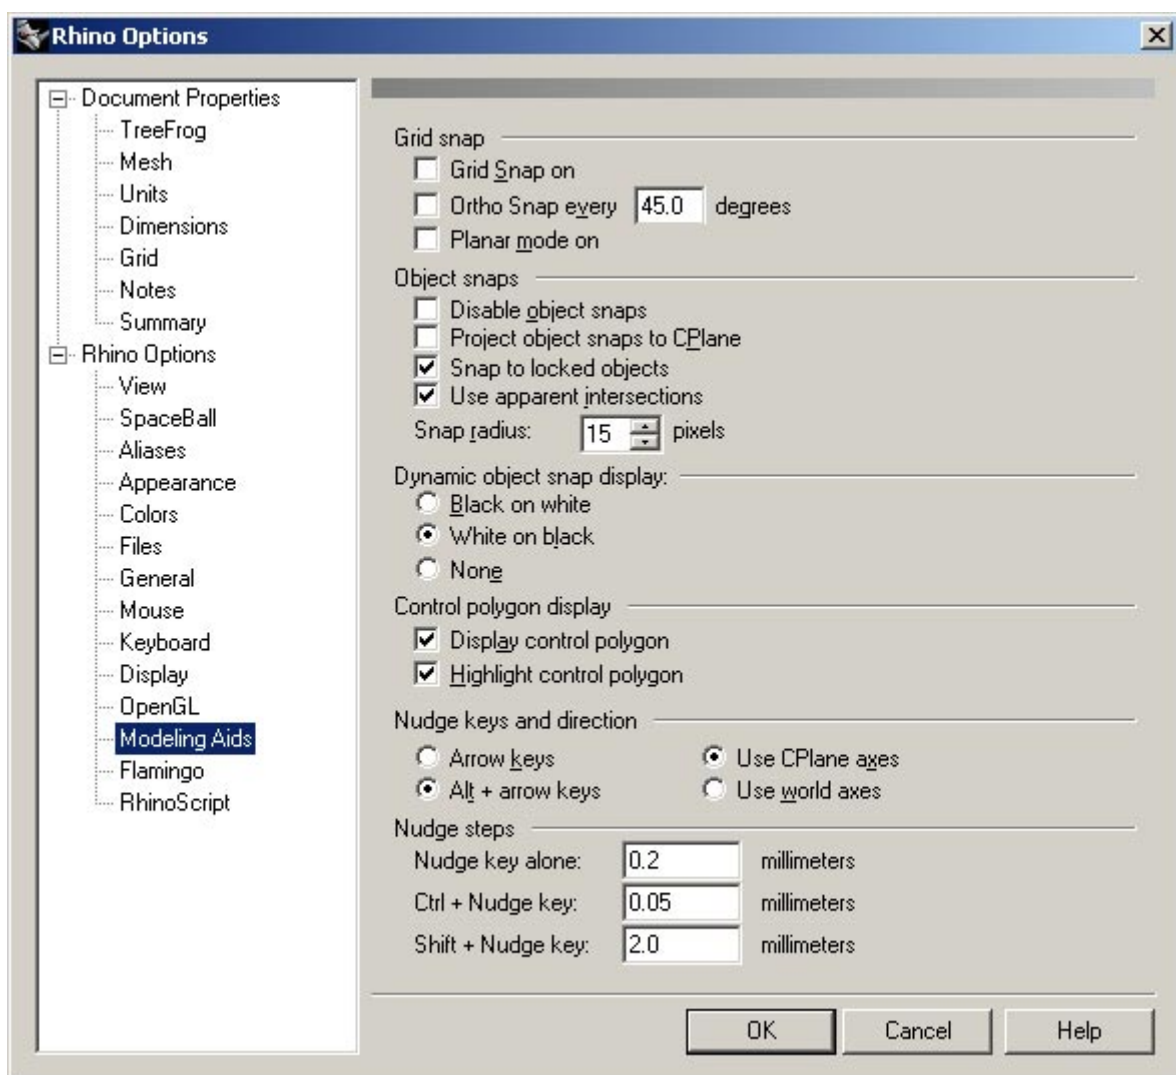 Rhino Options
Document Properties
TreeFrog
Mesh
Units
Dimensions
Grid
Notes
Summary
Rhino Options
View
SpaceBall
Aliases
Appearance
Colors
Files
General
Mouse
Keyboard
Display
OpenGL
Modeling Aids
Flamingo
RhinoScript
Grid snap
Grid Snap on
Ortho Snap every 45.0 degrees
Planar mode on
Object snaps
Disable object snaps
Project object snaps to CPlane
Snap to locked objects
Use apparent intersections
Snap radius: 15 pixels
Dynamic object snap display:
Black on white
White on black
None
Control polygon display
Display control polygon
Highlight control polygon
Nudge keys and direction
Arrow keys Use CPlane axes
Alt + arrow keys Use world axes
Nudge steps
Nudge key alone: 0.2 millimeters
Ctrl + Nudge key: 0.05 millimeters
Shift + Nudge key: 2.0 millimeters
OK Cancel Help